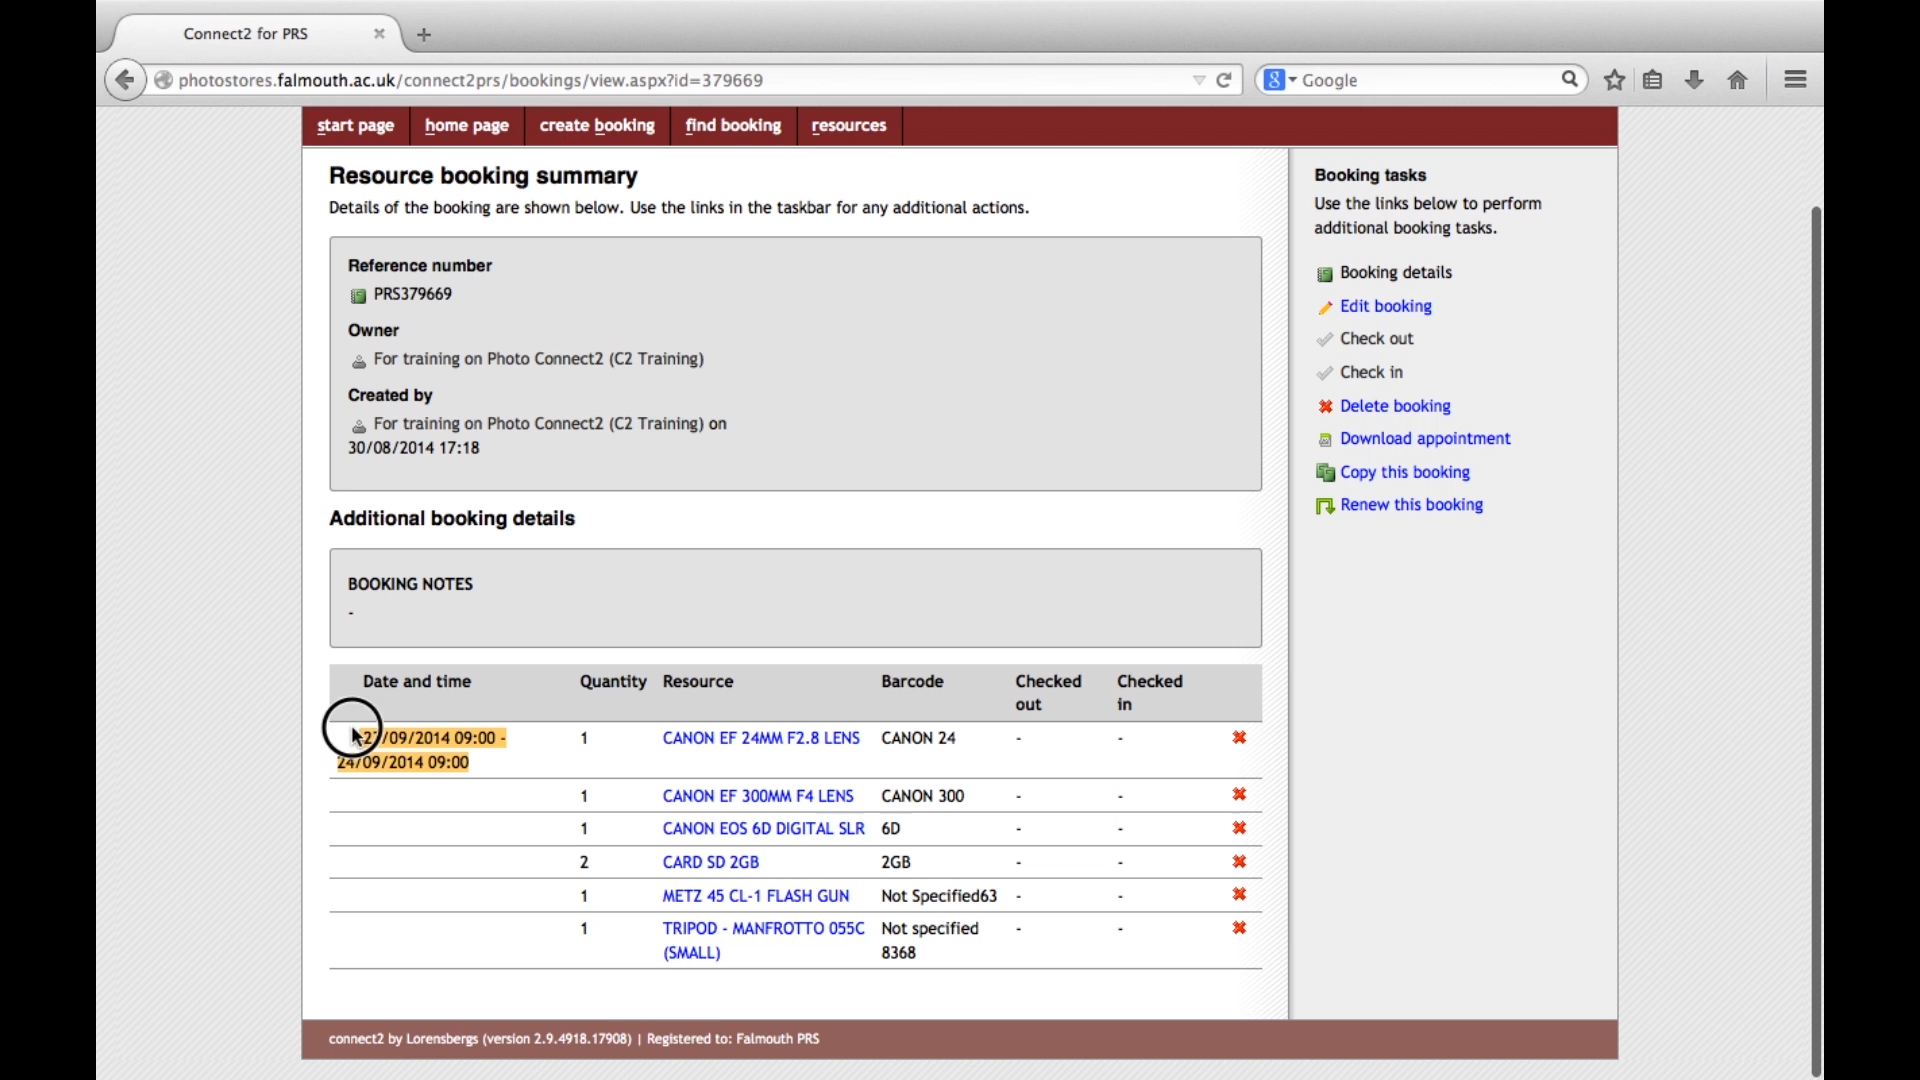 Connect2 for PRS
photostores.falmouth.ac.uk/connect2prs/bookings/view.aspx?id=379669
Google
start page
home page
create booking
find booking
resources
Resource booking summary
Details of the booking are shown below. Use the links in the taskbar for any additional actions.
Reference number
PRS379669
Owner
For training on Photo Connect2 (C2 Training)
Created by
For training on Photo Connect2 (C2 Training) on
30/08/2014 17:18
Additional booking details
BOOKING NOTES
-
Date and time Quantity Resource Barcode Checked out Checked in
/09/2014 09:00 - 1 CANON EF 24MM F2.8 LENS CANON 24 - -
24/09/2014 09:00
1 CANON EF 300MM F4 LENS CANON 300 - -
1 CANON EOS 6D DIGITAL SLR 6D - -
2 CARD SD 2GB 2GB - -
1 METZ 45 CL-1 FLASH GUN Not Specified63 - -
1 TRIPOD - MANFROTTO 055C Not specified - -
(SMALL) 8368
Booking tasks
Use the links below to perform
additional booking tasks.
Booking details
Edit booking
Check out
Check in
Delete booking
Download appointment
Copy this booking
Renew this booking
connect2 by Lorensbergs (version 2.9.4918.17908) | Registered to: Falmouth PRS